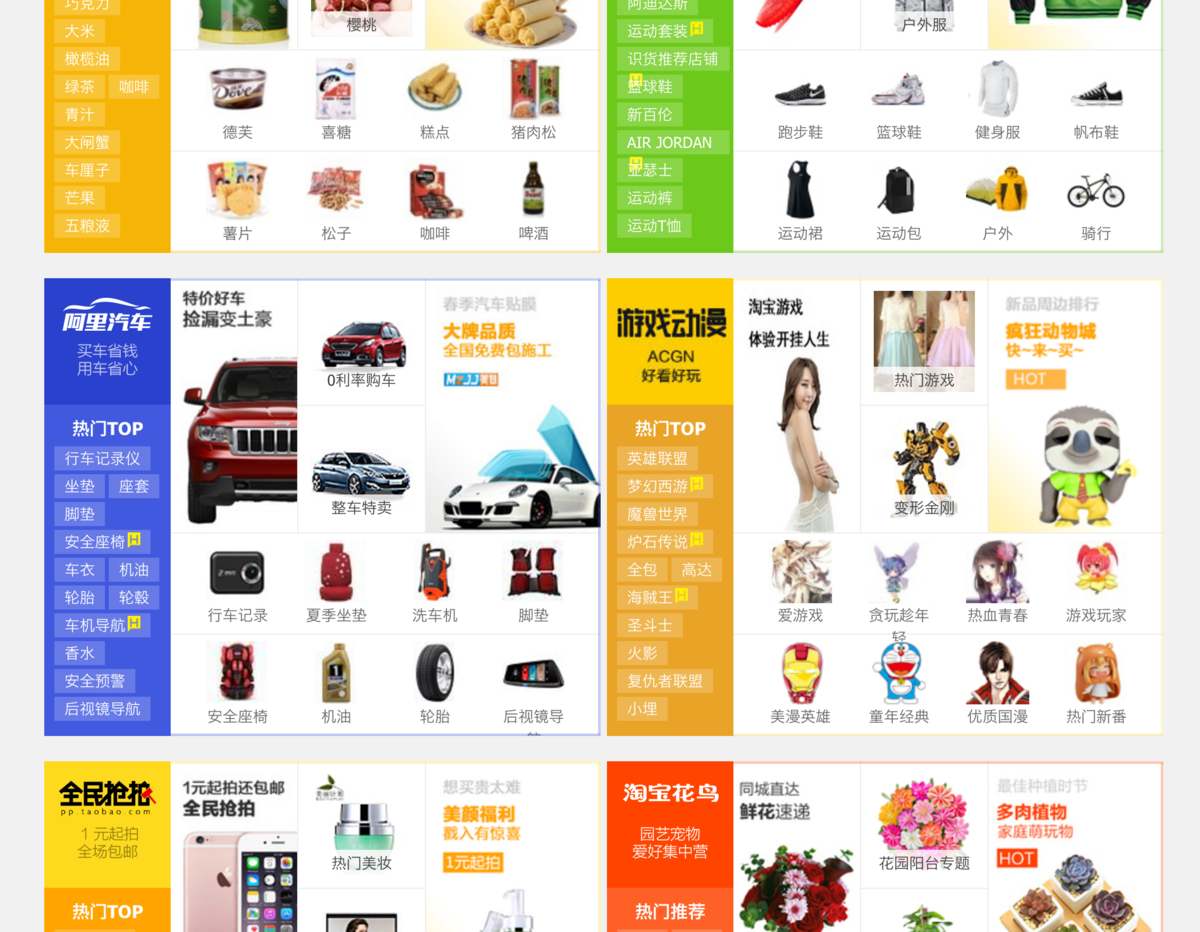 巧克力
大米
橄榄油
绿茶 咖啡
青汁
大闸蟹
车厘子
芒果
五粮液
樱桃
Dove
德芙 喜糖 糕点 猪肉松
薯片 松子 咖啡 啤酒
阿迪达斯
运动套装H
识货推荐店铺
H
篮球鞋
新百伦
AIR JORDAN
H
亚瑟士
运动裤
运动T恤
户外服
跑步鞋 篮球鞋 健身服 帆布鞋
运动裙 运动包 户外 骑行
阿里汽车
买车省钱
用车省心
热门TOP
行车记录仪
坐垫 座套
脚垫
安全座椅H
车衣 机油
轮胎 轮毂
车机导航H
香水
安全预警
后视镜导航
特价好车
捡漏变土豪
0利率购车
整车特卖
春季汽车贴膜
大牌品质
全国免费包施工
行车记录 夏季坐垫 洗车机 脚垫
安全座椅 机油 轮胎 后视镜导
1
游戏动漫
ACGN
好看好玩
热门TOP
英雄联盟
梦幻西游H
魔兽世界
炉石传说H
全包 高达
海贼王H
圣斗士
火影
复仇者联盟
小埋
淘宝游戏
体验开挂人生
热门游戏
变形金刚
新品周边排行
疯狂动物城
快~来~买~
HOT
爱游戏 贪玩趁年 热血青春 游戏玩家
轻
美漫英雄 童年经典 优质国漫 热门新番
全民抢拍
pp.taobao.com
1 元起拍
全场包邮
热门TOP
1元起拍还包邮
全民抢拍
热门美妆
想买贵太难
美颜福利
戳入有惊喜
1元起拍
淘宝花鸟
园艺宠物
爱好集中营
热门推荐
同城直达
鲜花速递
花园阳台专题
最佳种植时节
多肉植物
家庭萌玩物
HOT